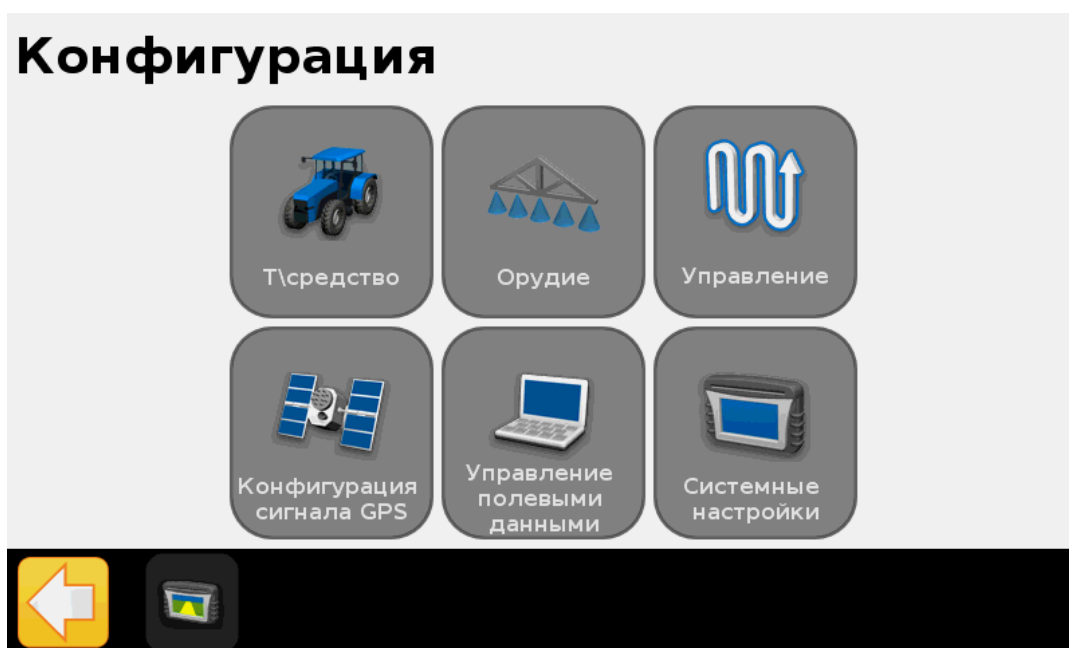 Конфигурация
Т\средство
Орудие
Управление
Конфигурация
сигнала GPS
Управление
полевыми
данными
Системные
настройки